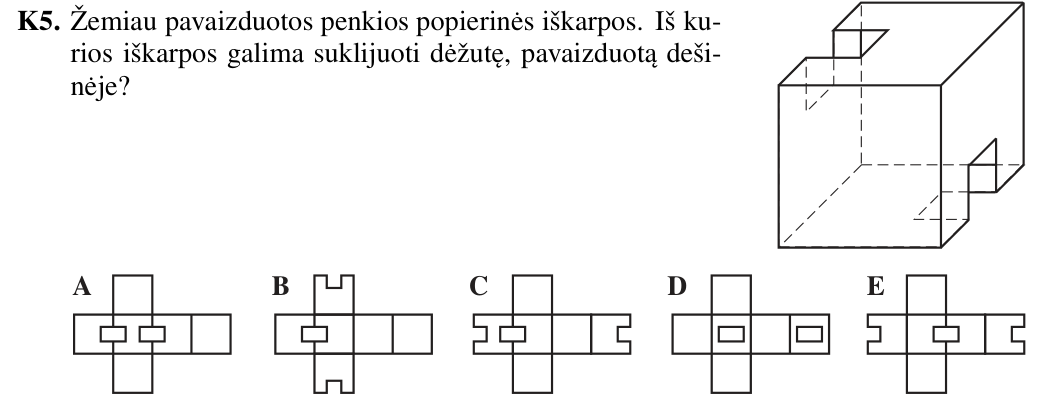 K5. Žemiau pavaizduotos penkios popierinės iškarpos. Iš ku-
rios iškarpos galima suklijuoti dėžutę, pavaizduotą deši-
nėje?
A B C D E